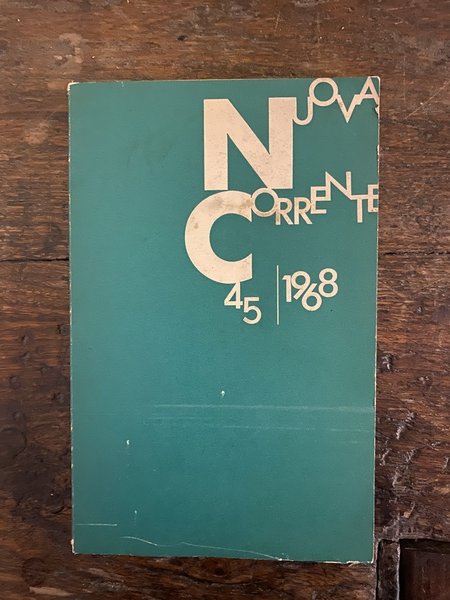 NUOVA
CORRENTE
45 | 1968